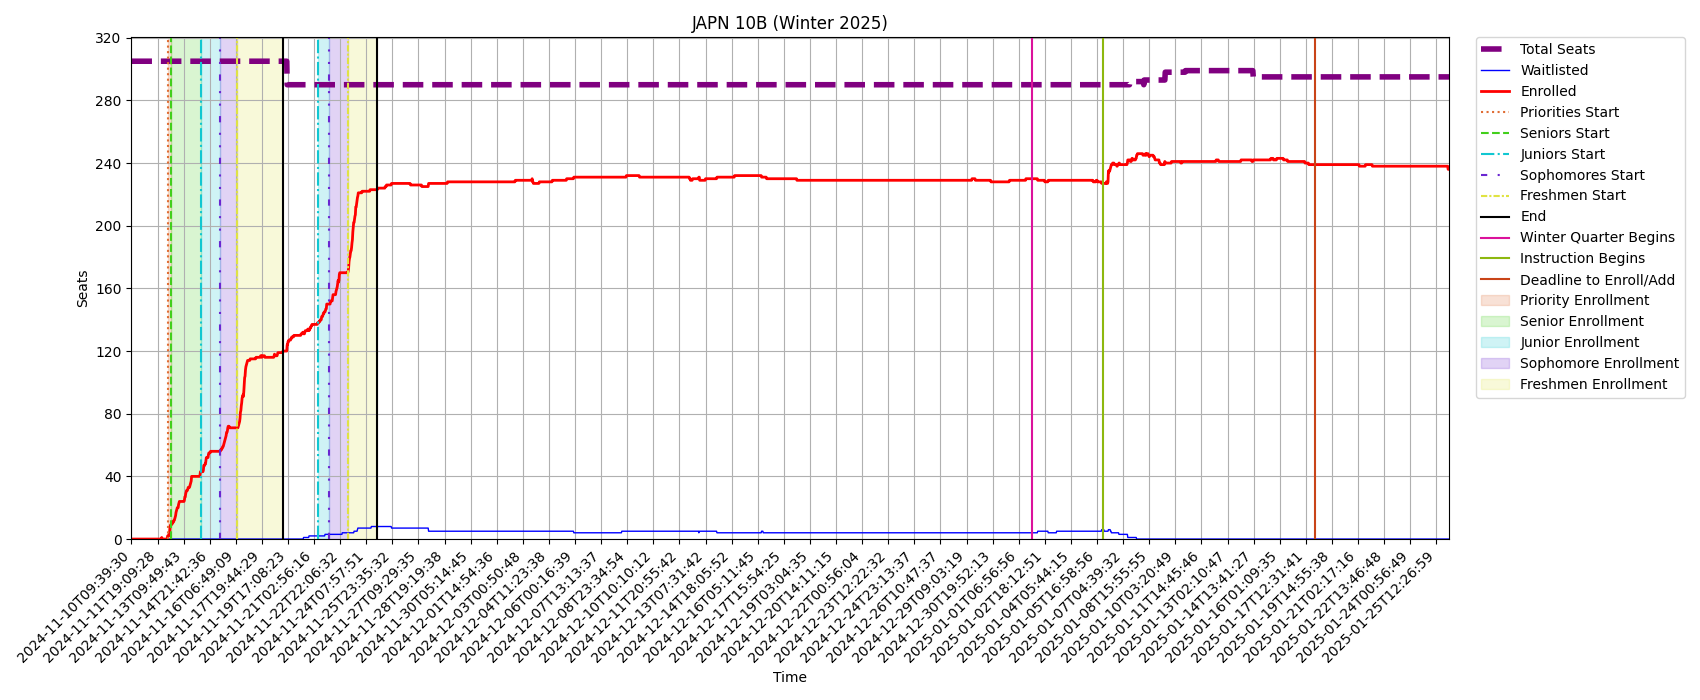 JAPN 10B (Winter 2025)
320
280
240
200
160
120
80
40
0
Seats
2024-11-10T09:39:30
2024-11-11T19:09:28
2024-11-13T09:49:43
2024-11-14T21:42:36
2024-11-16T06:49:09
2024-11-17T19:44:29
2024-11-19T17:08:23
2024-11-21T02:56:16
2024-11-22T22:06:32
2024-11-24T07:57:51
2024-11-25T23:35:32
2024-11-27T09:29:35
2024-11-28T19:19:38
2024-11-30T05:14:45
2024-12-01T14:54:36
2024-12-03T00:50:48
2024-12-04T11:23:38
2024-12-06T00:16:39
2024-12-07T13:13:37
2024-12-08T23:34:54
2024-12-10T10:10:12
2024-12-11T20:55:42
2024-12-13T07:31:42
2024-12-14T18:05:52
2024-12-16T05:11:45
2024-12-17T15:54:25
2024-12-19T03:04:35
2024-12-20T14:11:15
2024-12-22T00:56:04
2024-12-23T12:22:32
2024-12-24T23:13:37
2024-12-26T10:47:37
2024-12-29T09:03:19
2024-12-30T19:52:13
2025-01-01T06:56:56
2025-01-02T18:12:51
2025-01-04T05:44:15
2025-01-05T16:58:56
2025-01-07T04:39:32
2025-01-08T15:55:55
2025-01-10T03:20:49
2025-01-11T14:45:46
2025-01-13T02:10:47
2025-01-14T13:41:27
2025-01-16T01:09:35
2025-01-17T12:31:41
2025-01-19T14:55:38
2025-01-21T02:17:16
2025-01-22T13:46:48
2025-01-24T00:56:49
2025-01-25T12:26:59
Time
Total Seats
Waitlisted
Enrolled
Priorities Start
Seniors Start
Juniors Start
Sophomores Start
Freshmen Start
End
Winter Quarter Begins
Instruction Begins
Deadline to Enroll/Add
Priority Enrollment
Senior Enrollment
Junior Enrollment
Sophomore Enrollment
Freshmen Enrollment